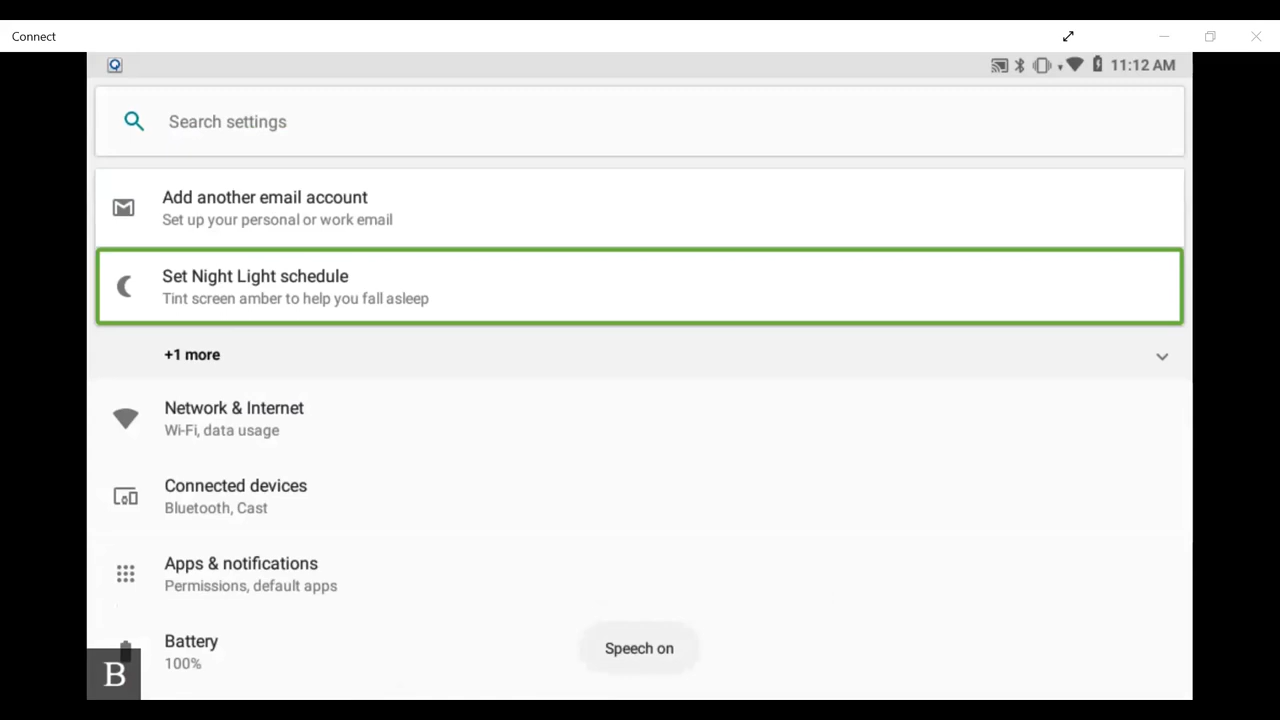 Connect
11:12 AM
Search settings
Add another email account
Set up your personal or work email
Set Night Light schedule
Tint screen amber to help you fall asleep
+1 more
Network & Internet
Wi-Fi, data usage
Connected devices
Bluetooth, Cast
Apps & notifications
Permissions, default apps
Battery
100%
Speech on
B